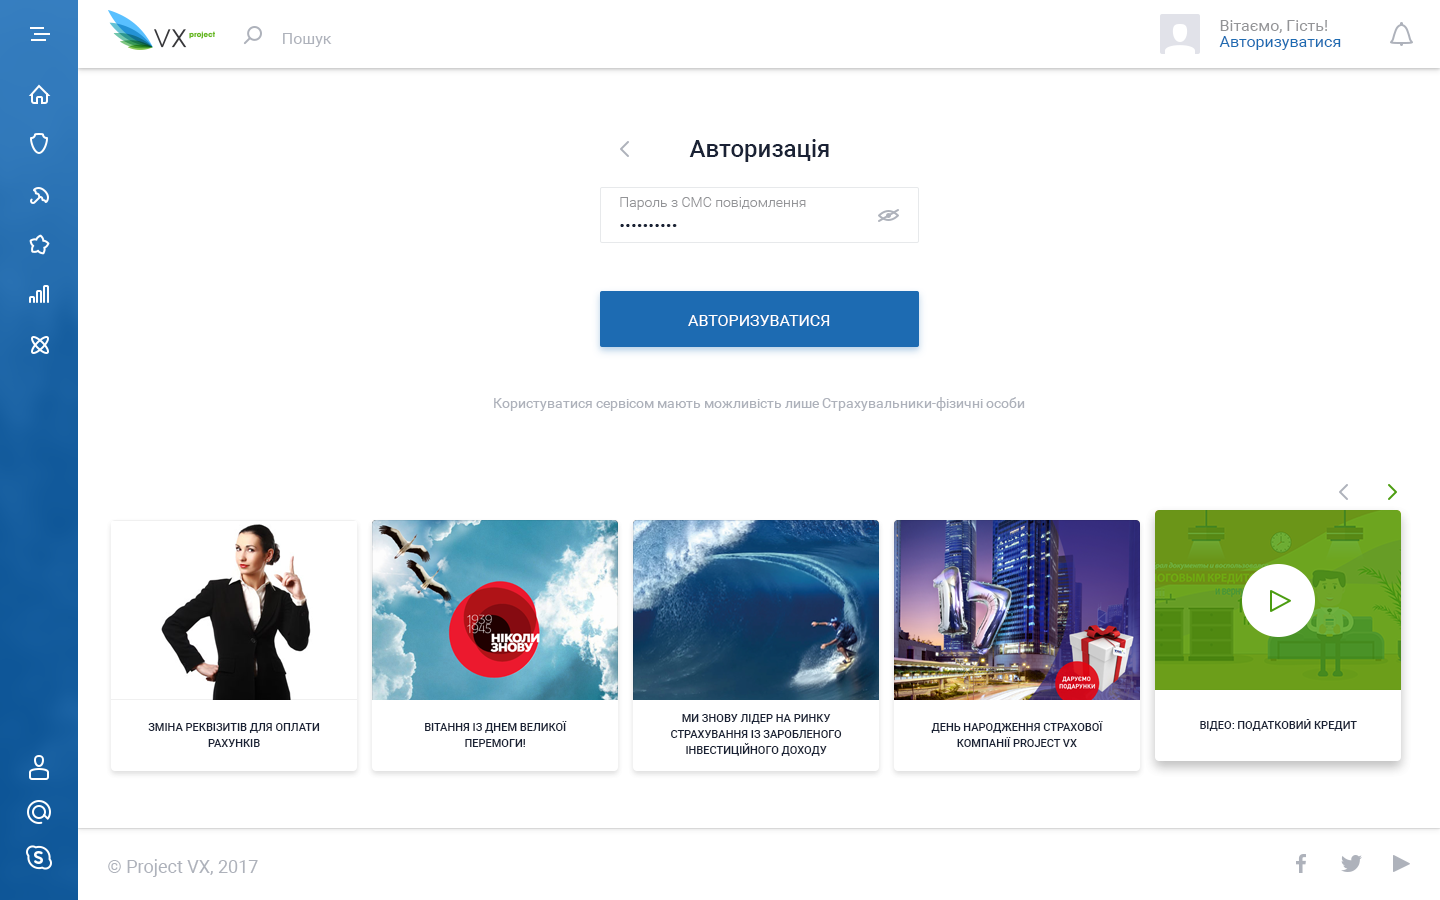 VX project
Пошук
Вітаємо, Гість!
Авторизуватися
Авторизація
Пароль з СМС повідомлення
••••••••••
АВТОРИЗУВАТИСЯ
Користуватися сервісом мають можливість лише Страхувальники-фізичні особи
1939
1945
НІКОЛИ
ЗНОВУ
17
ДАРУЄМО
ПОДАРУНКИ
ЗМІНА РЕКВІЗИТІВ ДЛЯ ОПЛАТИ
РАХУНКІВ
ВІТАННЯ ІЗ ДНЕМ ВЕЛИКОЇ
ПЕРЕМОГИ!
МИ ЗНОВУ ЛІДЕР НА РИНКУ
СТРАХУВАННЯ ІЗ ЗАРОБЛЕНОГО
ІНВЕСТИЦІЙНОГО ДОХОДУ
ДЕНЬ НАРОДЖЕННЯ СТРАХОВОЇ
КОМПАНІЇ PROJECT VX
ВІДЕО: ПОДАТКОВИЙ КРЕДИТ
© Project VX, 2017